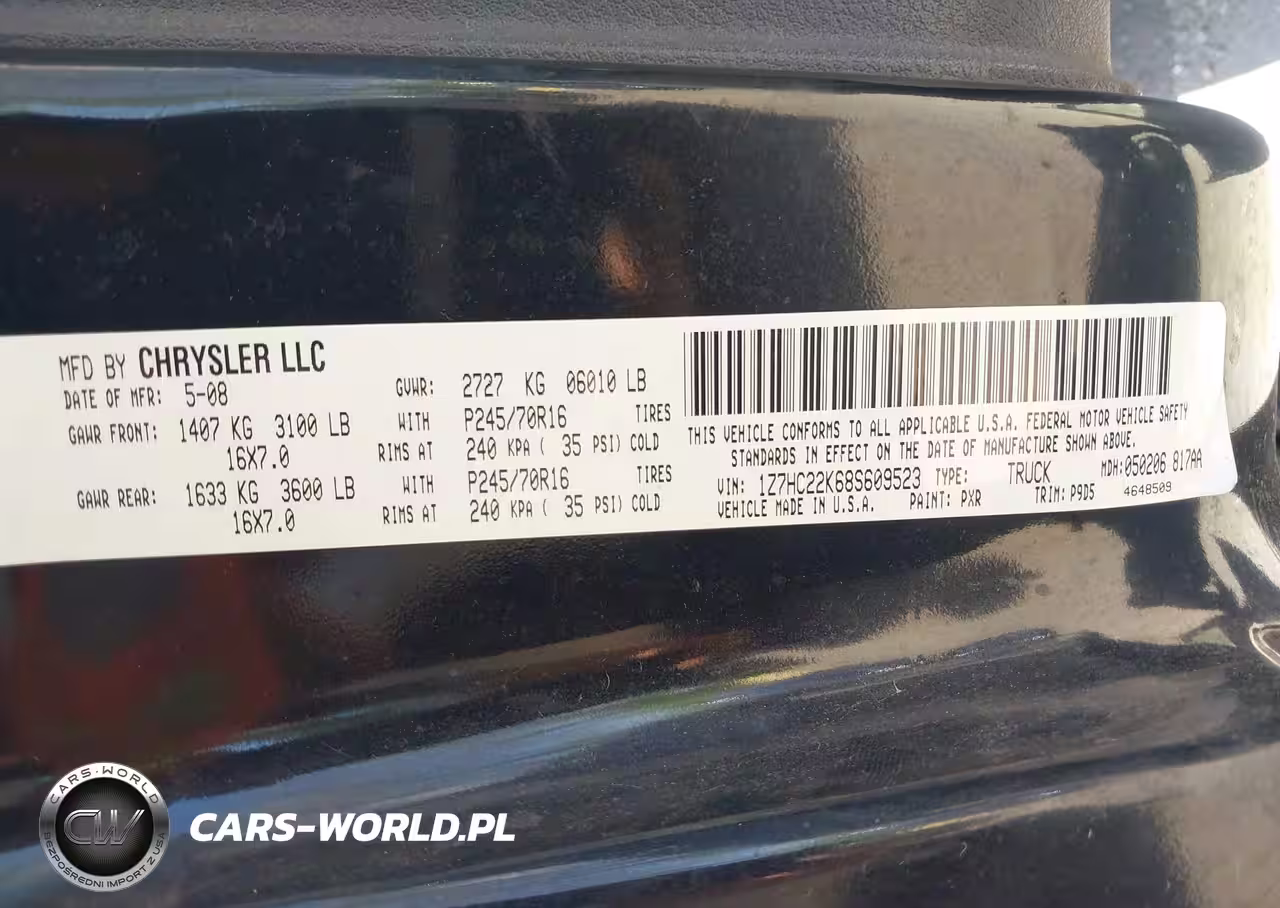 MFD BY CHRYSLER LLC
DATE OF MFR: 5-08 GVWR: 2727 KG 06010 LB
GAWR FRONT: 1407 KG 3100 LB WITH P245/70R16 TIRES
16X7.0 RIMS AT 240 KPA ( 35 PSI) COLD
GAWR REAR: 1633 KG 3600 LB WITH P245/70R16 TIRES
16X7.0 RIMS AT 240 KPA ( 35 PSI) COLD
THIS VEHICLE CONFORMS TO ALL APPLICABLE U.S.A. FEDERAL MOTOR VEHICLE SAFETY
STANDARDS IN EFFECT ON THE DATE OF MANUFACTURE SHOWN ABOVE.
VIN: 1Z7HC22K68S609523 TYPE: TRUCK MDH:050206 817AA
VEHICLE MADE IN U.S.A. PAINT: PXR TRIM: P9D5 4648509
CARS-WORLD
CW
BEZPOŚREDNI IMPORT Z USA
CARS-WORLD.PL